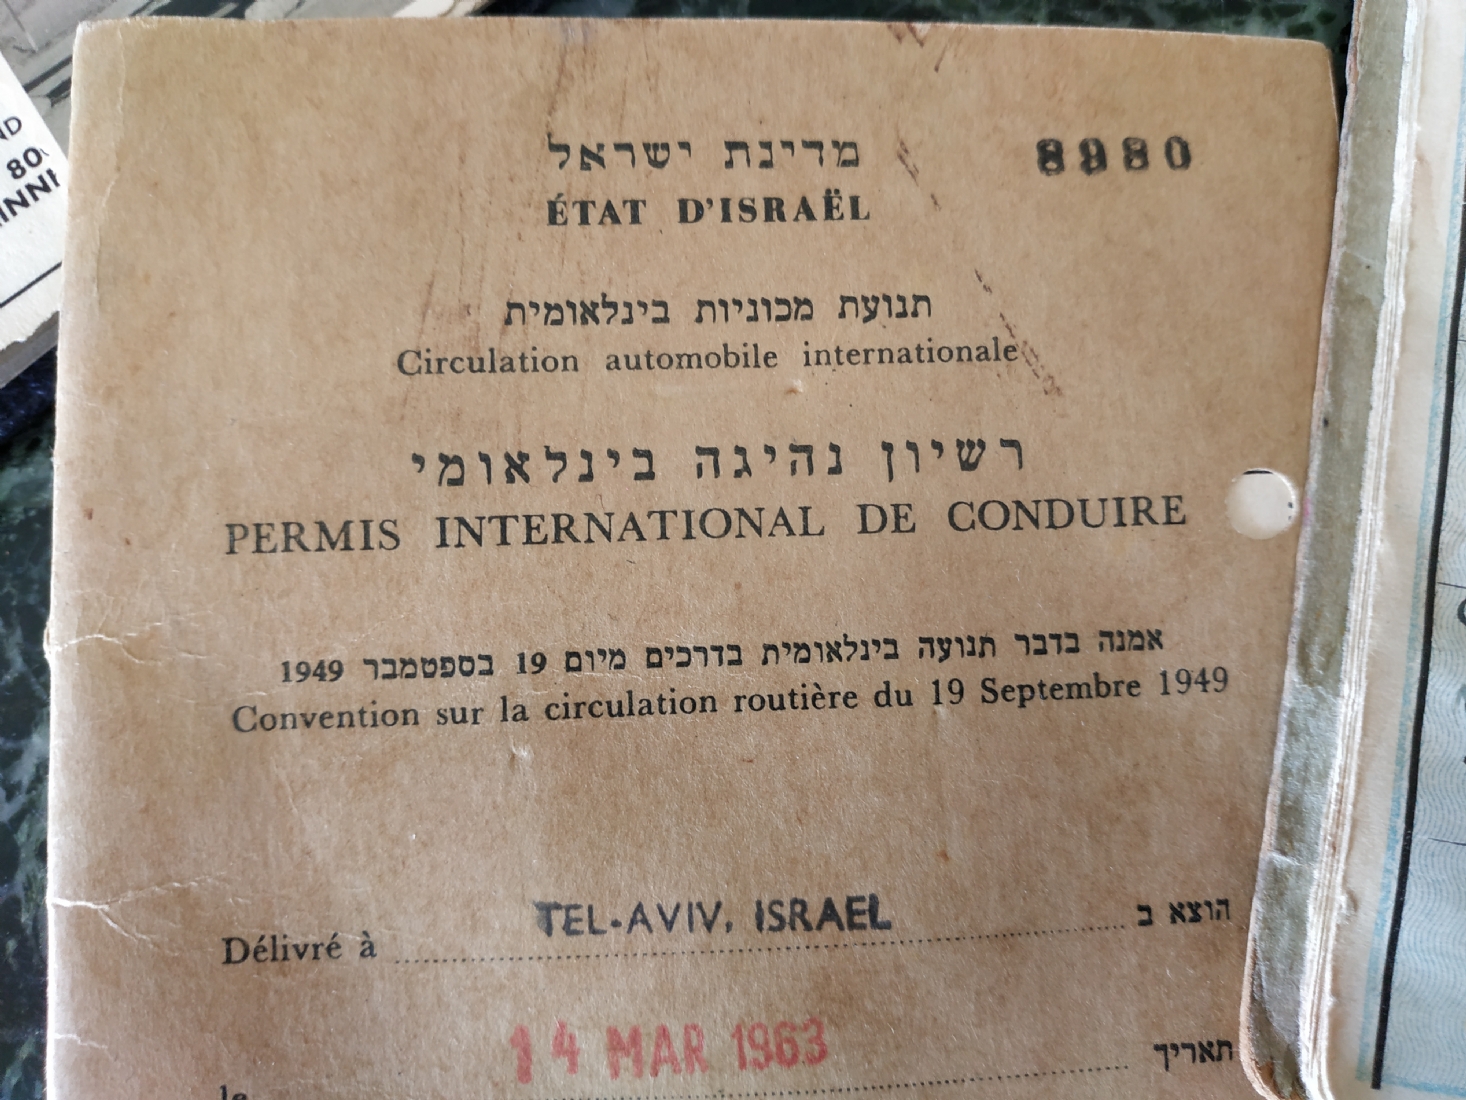 מדינת ישראל
8980
ÉTAT D'ISRAËL
תנועת מכוניות בינלאומית
Circulation automobile internationale
רשיון נהיגה בינלאומי
PERMIS INTERNATIONAL DE CONDUIRE
אמנה בדבר תנועה בינלאומית בדרכים מיום 19 בספטמבר 1949
Convention sur la circulation routière du 19 Septembre 1949
Délivré à TEL-AVIV, ISRAEL הוצא ב
le 14 MAR 1963 תאריך